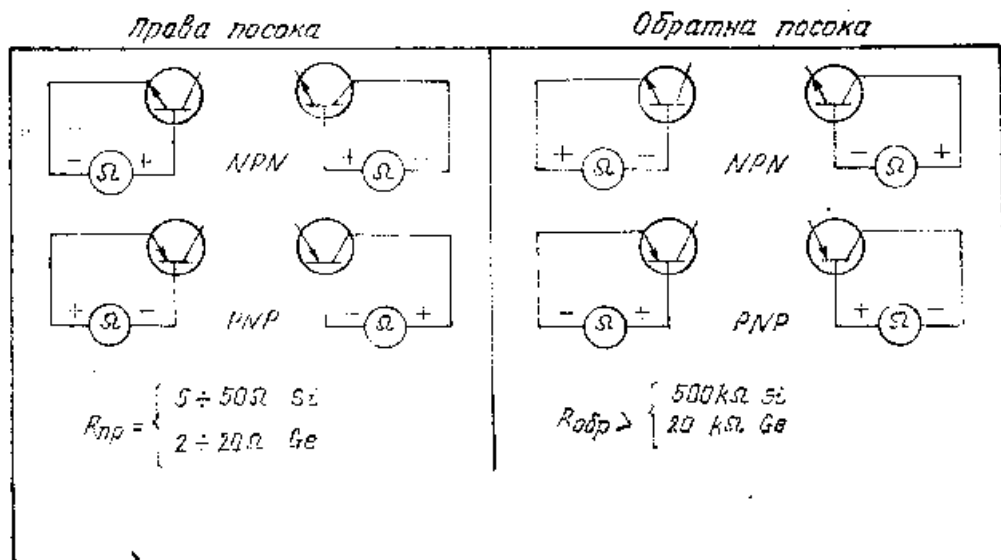 Права посока
Обратна посока
- Ω +
NPN
+ Ω -
+ Ω -
NPN
- Ω +
+ Ω -
PNP
- Ω +
- Ω +
PNP
+ Ω -
Rпр = { 5 ÷ 50Ω Si
2 ÷ 20Ω Ge
Rобр > { 500kΩ Si
20 kΩ Ge